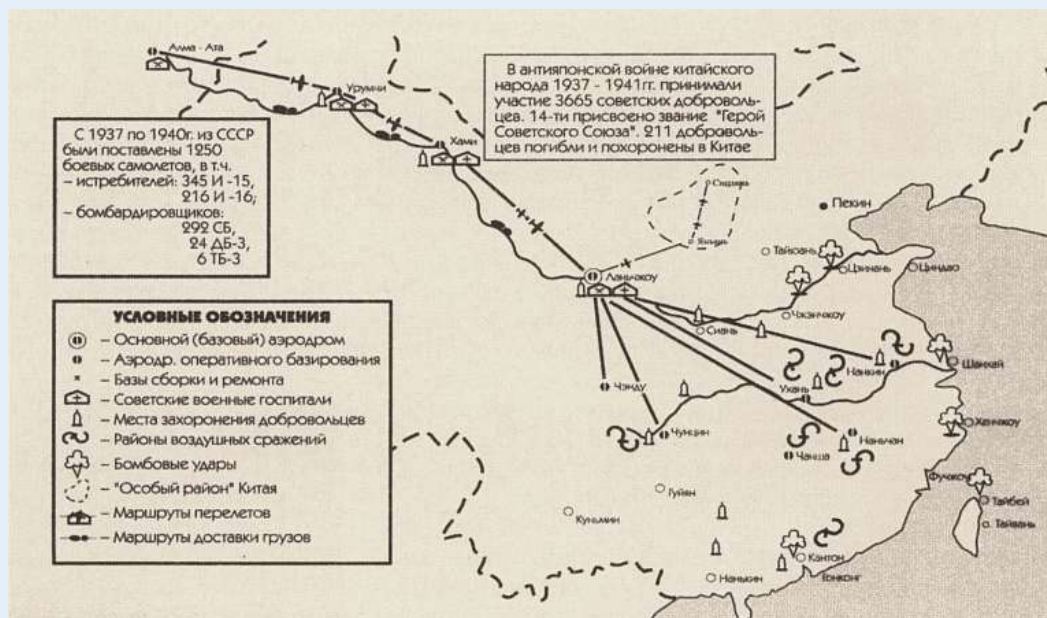 Алма - Ата
Урумчи
Хами
В антияпонской войне китайского
народа 1937 - 1941гг. принимали
участие 3665 советских доброволь-
цев. 14-ти присвоено звание "Герой
Советского Союза". 211 доброволь-
цев погибли и похоронены в Китае
С 1937 по 1940г. из СССР
были поставлены 1250
боевых самолетов, в т.ч.
– истребителей: 345 И -15,
216 И -16;
– бомбардировщиков:
292 СБ,
24 ДБ-3,
6 ТБ-3
Пекин
Тайюань
Цзинань
Циндао
Ланьчжоу
Чжэнчжоу
Сиань
УСЛОВНЫЕ ОБОЗНАЧЕНИЯ
– Основной (базовый) аэродром
– Аэродр. оперативного базирования
– Базы сборки и ремонта
– Советские военные госпитали
– Места захоронения добровольцев
– Районы воздушных сражений
– Бомбовые удары
– "Особый район" Китая
– Маршруты перелетов
– Маршруты доставки грузов
Нанкин
Шанхай
Чэнду
Ухань
Чунцин
Наньчан
Чанша
Ханчжоу
Фучжоу
Тайбей
Тайвань
Гуйян
Куньмин
Кантон
Гонконг
Нанькин